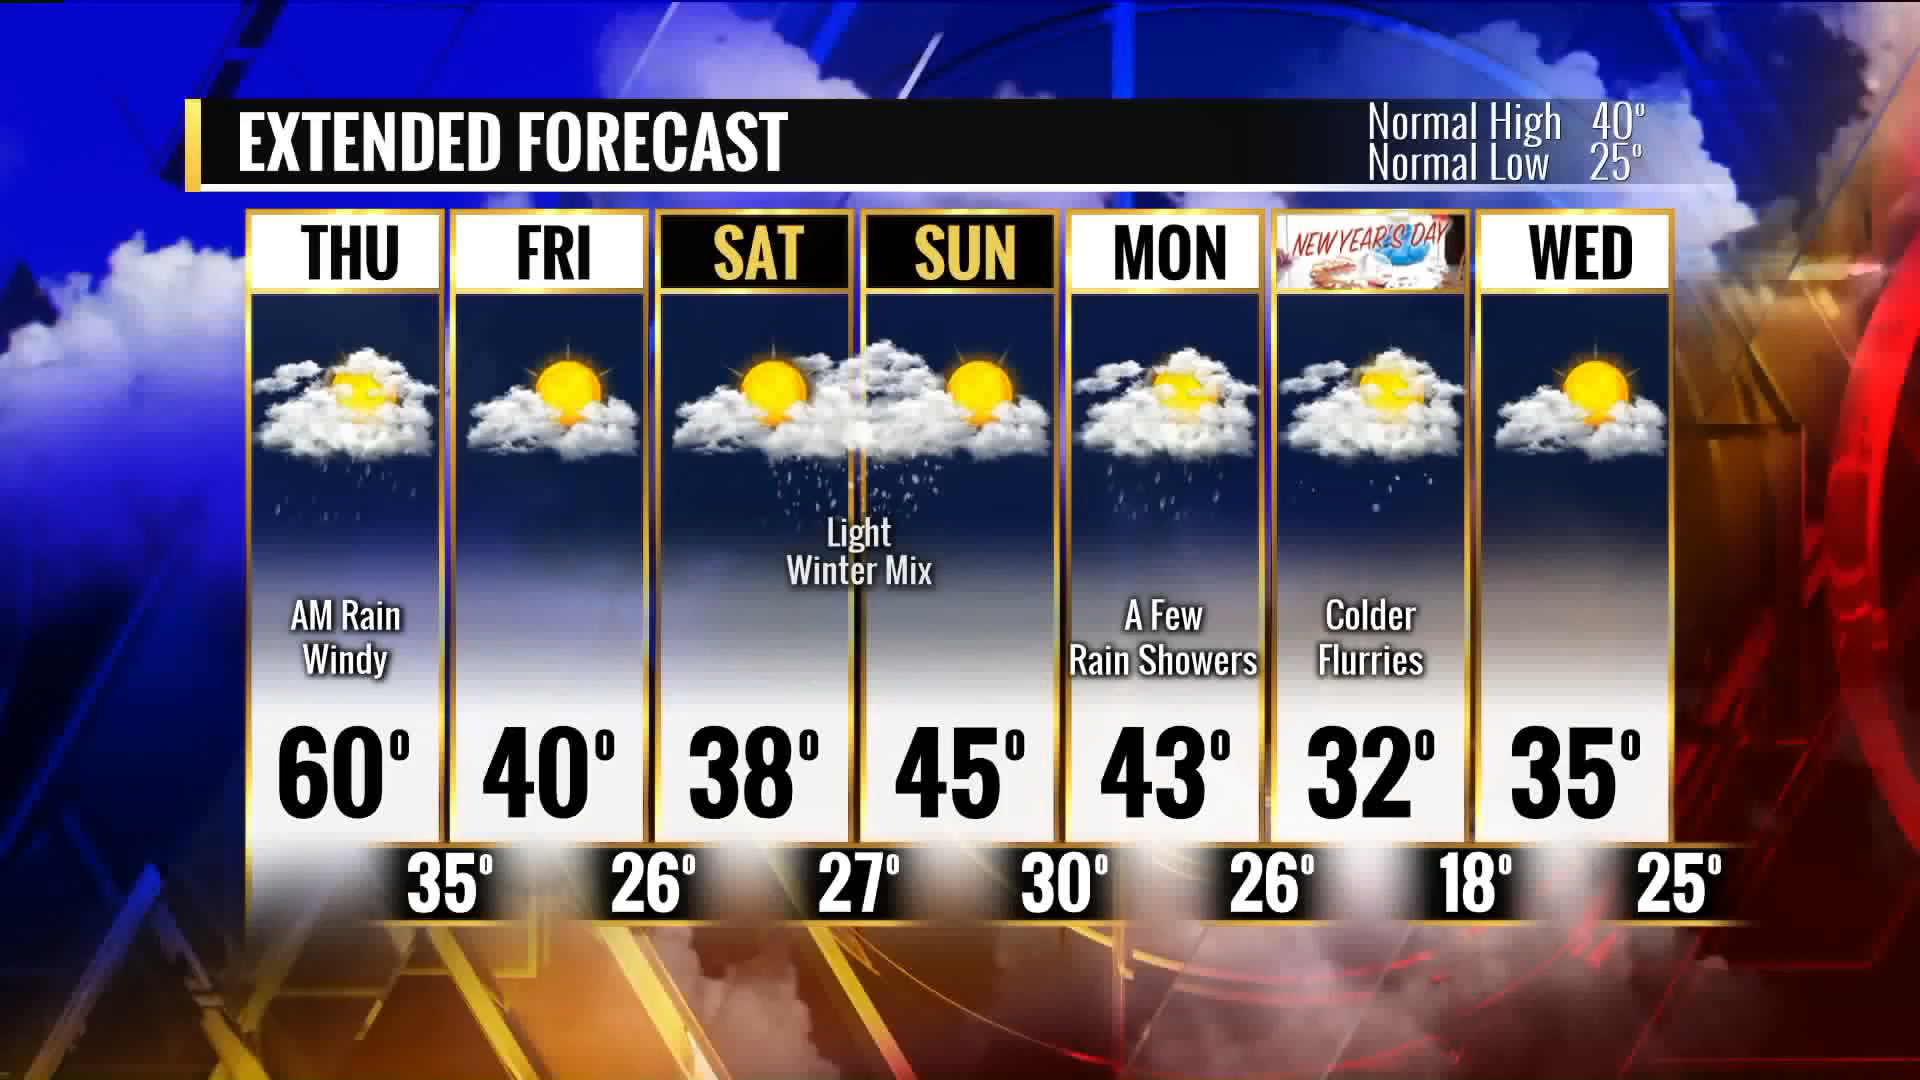 EXTENDED FORECAST
Normal High 40°
Normal Low 25°
THU
FRI
SAT
SUN
MON
NEW YEAR'S DAY
WED
Light
Winter Mix
AM Rain
Windy
A Few
Rain Showers
Colder
Flurries
60° 40° 38° 45° 43° 32° 35°
35° 26° 27° 30° 26° 18° 25°